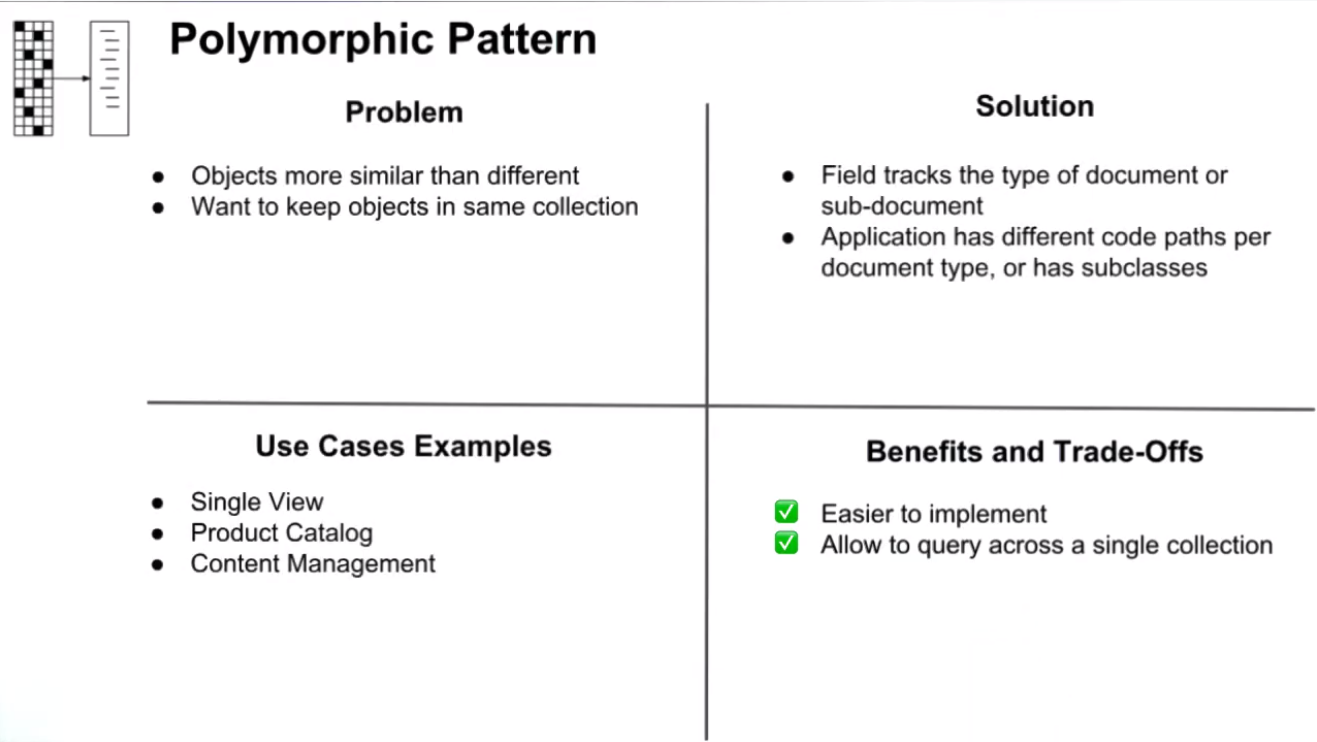 Polymorphic Pattern
Problem
● Objects more similar than different
● Want to keep objects in same collection
Solution
● Field tracks the type of document or
sub-document
● Application has different code paths per
document type, or has subclasses
Use Cases Examples
● Single View
● Product Catalog
● Content Management
Benefits and Trade-Offs
✅ Easier to implement
✅ Allow to query across a single collection